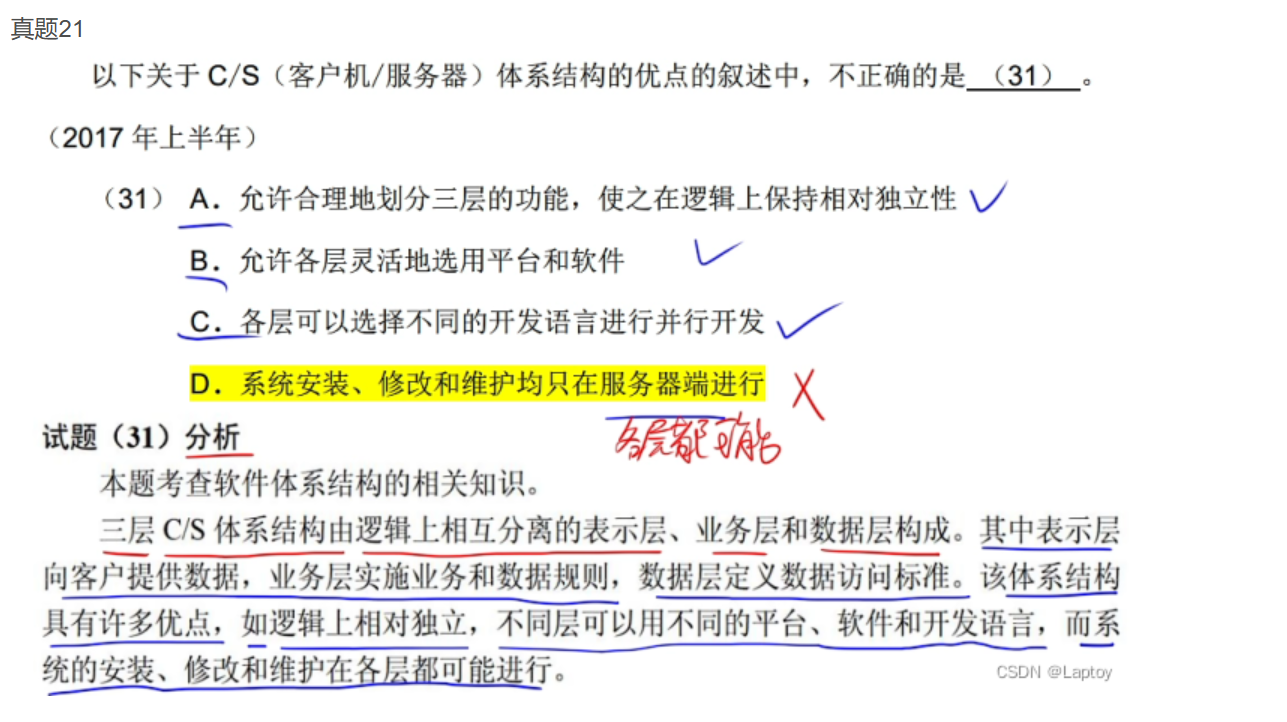 真题21
以下关于 C/S（客户机/服务器）体系结构的优点的叙述中，不正确的是 （31） 。
（2017 年上半年）
（31） A．允许合理地划分三层的功能，使之在逻辑上保持相对独立性
B．允许各层灵活地选用平台和软件
C．各层可以选择不同的开发语言进行并行开发
D．系统安装、修改和维护均只在服务器端进行
各层都可能
试题（31）分析
本题考查软件体系结构的相关知识。
三层 C/S 体系结构由逻辑上相互分离的表示层、业务层和数据层构成。其中表示层
向客户提供数据，业务层实施业务和数据规则，数据层定义数据访问标准。该体系结构
具有许多优点，如逻辑上相对独立，不同层可以用不同的平台、软件和开发语言，而系
统的安装、修改和维护在各层都可能进行。
CSDN @Laptoy